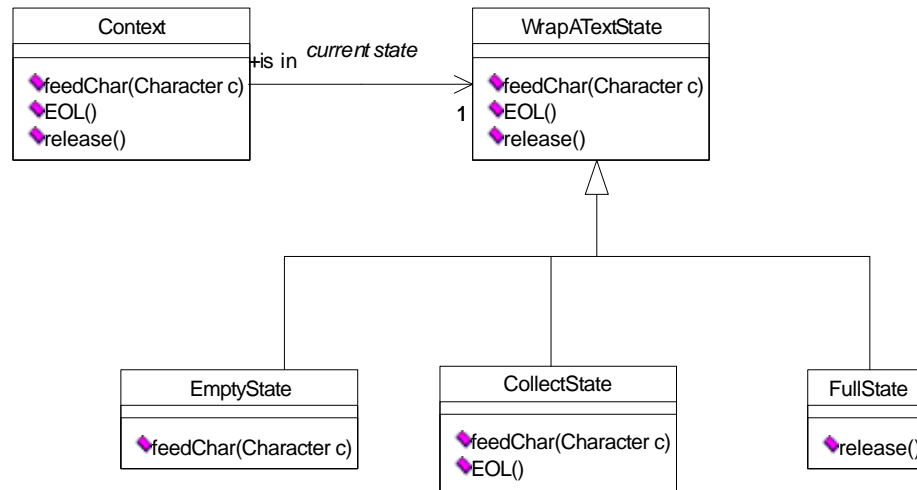 Context
feedChar(Character c)
EOL()
release()
+is in
current state
1
WrapATextState
feedChar(Character c)
EOL()
release()
EmptyState
feedChar(Character c)
CollectState
feedChar(Character c)
EOL()
FullState
release()